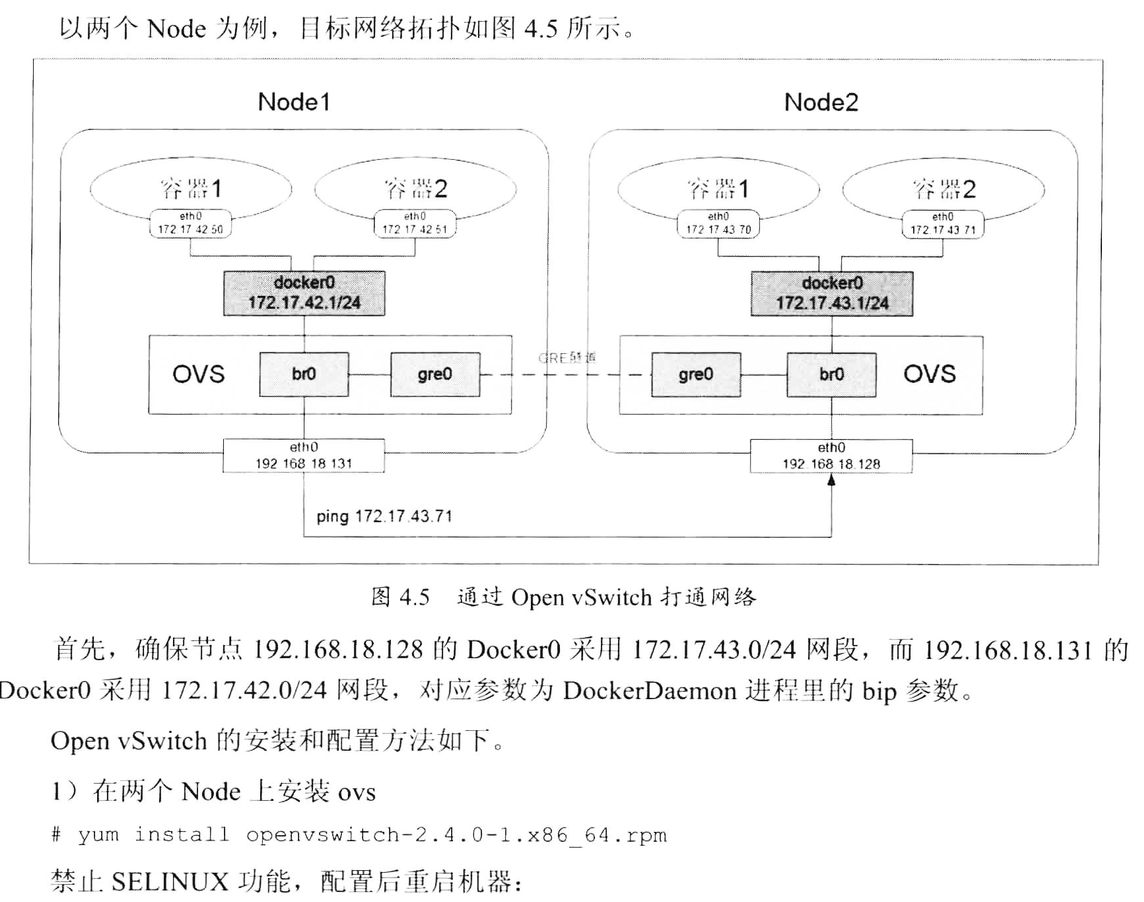 以两个 Node 为例，目标网络拓扑如图 4.5 所示。
Node1
Node2
容器1
容器2
容器1
容器2
eth0
172.17.42.50
eth0
172.17.42.51
eth0
172.17.43.70
eth0
172.17.43.71
docker0
172.17.42.1/24
docker0
172.17.43.1/24
OVS
br0
gre0
GRE隧道
gre0
br0
OVS
eth0
192.168.18.131
eth0
192.168.18.128
ping 172.17.43.71
图 4.5 通过 Open vSwitch 打通网络
首先，确保节点 192.168.18.128 的 Docker0 采用 172.17.43.0/24 网段，而 192.168.18.131 的
Docker0 采用 172.17.42.0/24 网段，对应参数为 DockerDaemon 进程里的 bip 参数。
Open vSwitch 的安装和配置方法如下。
1）在两个 Node 上安装 ovs
# yum install openvswitch-2.4.0-1.x86_64.rpm
禁止 SELINUX 功能，配置后重启机器：